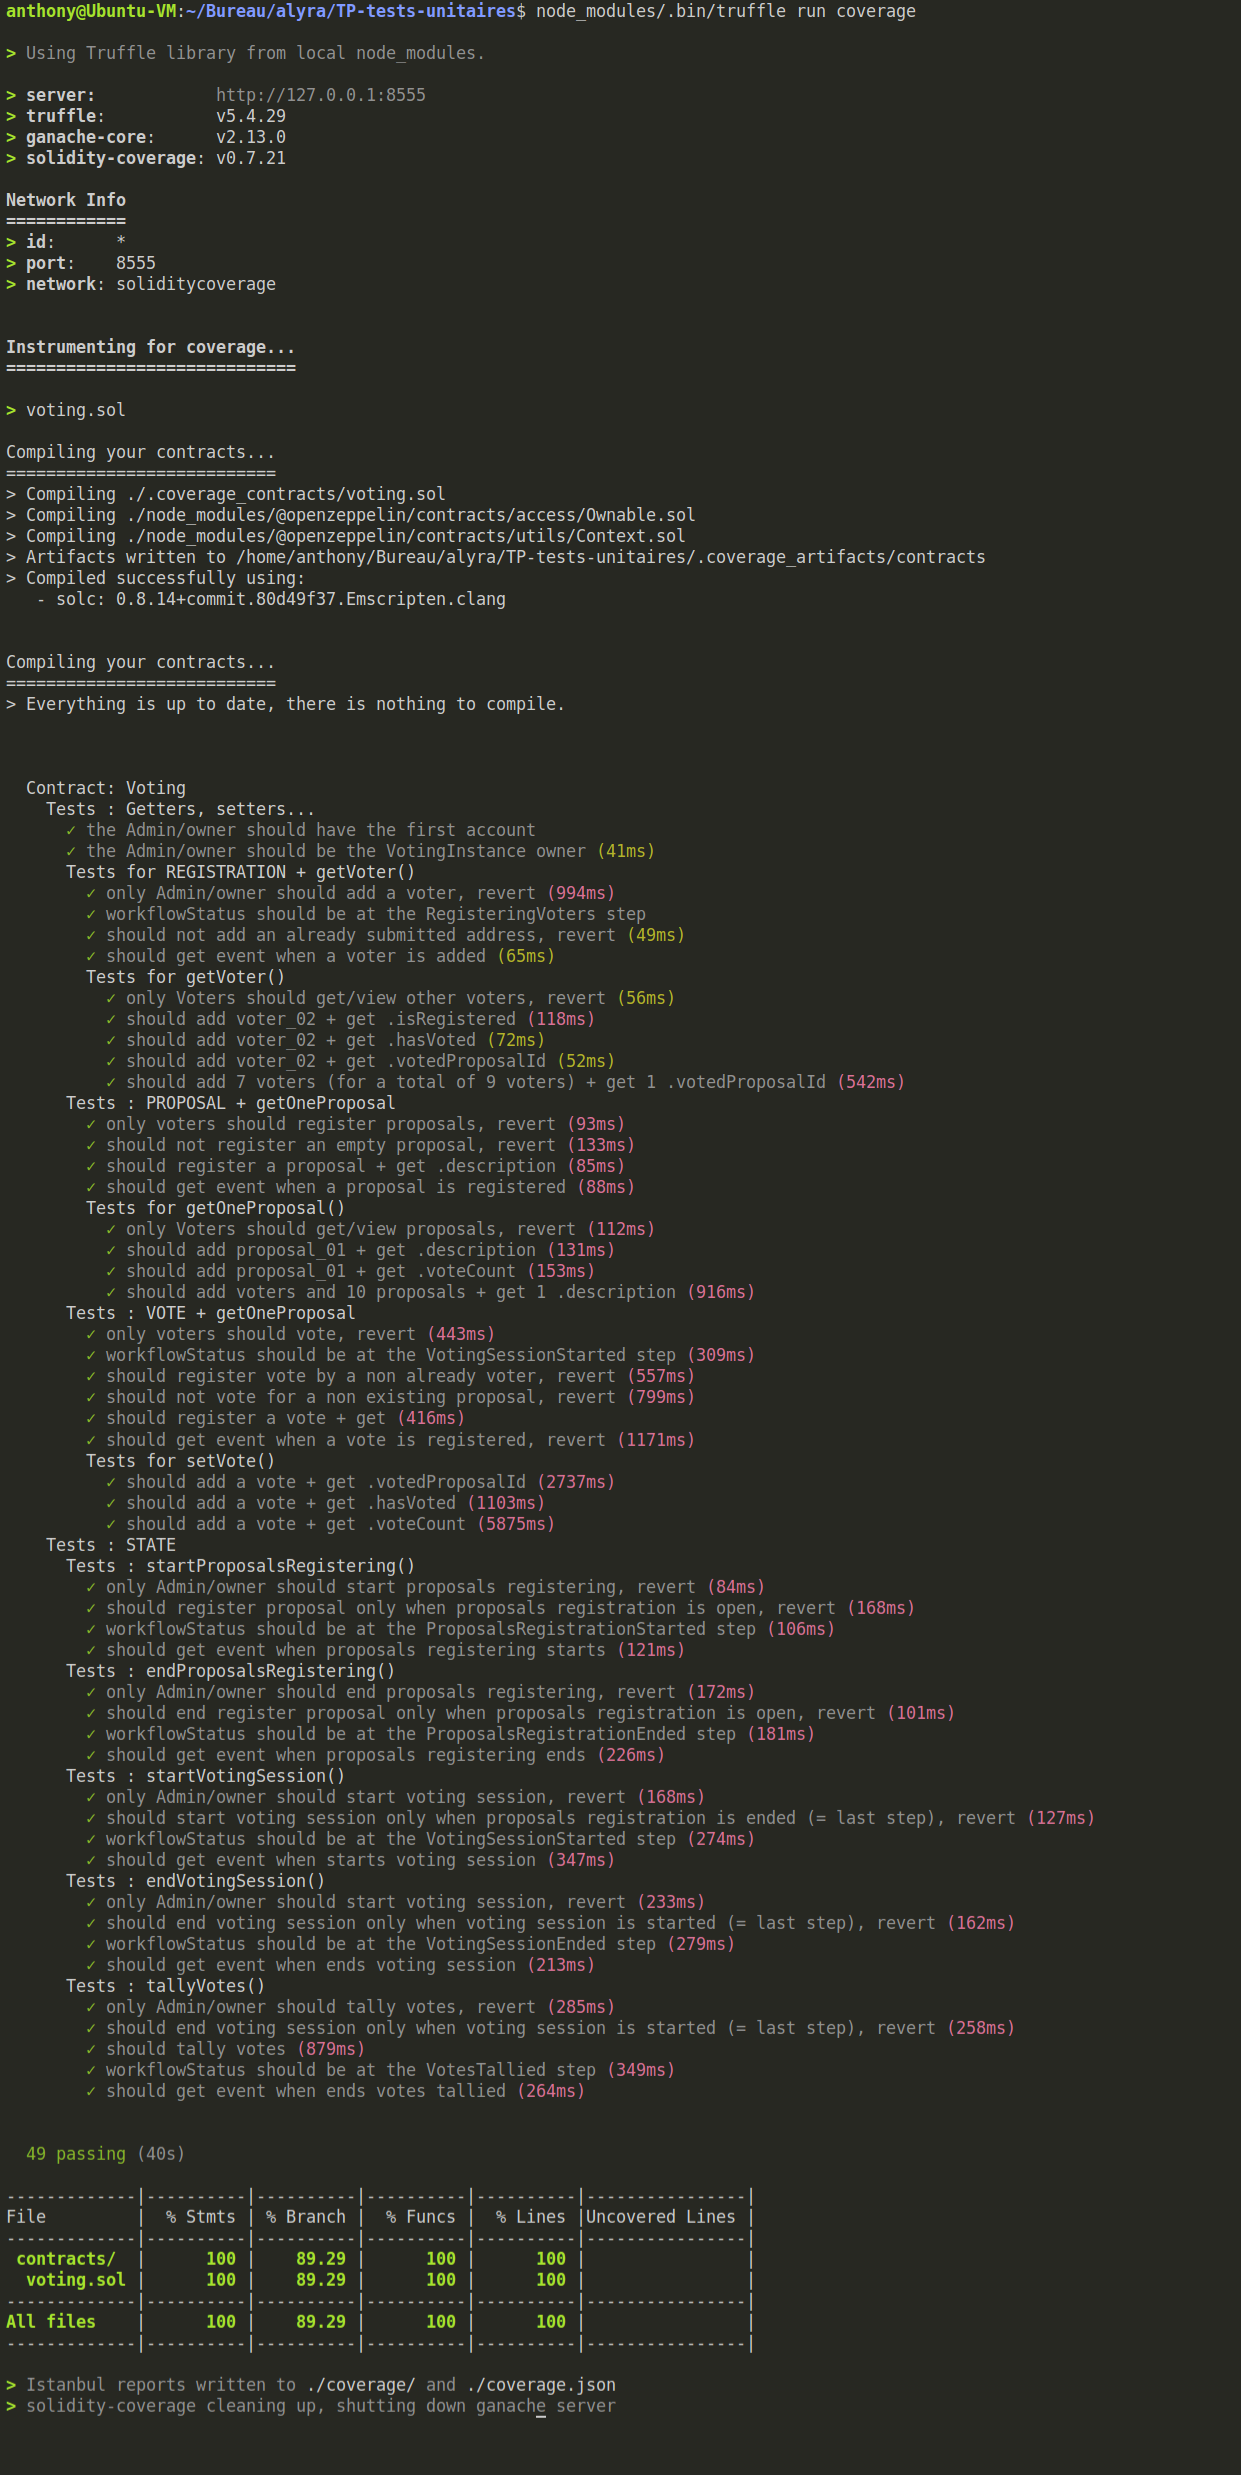 anthony@Ubuntu-VM:~/Bureau/alyra/TP-tests-unitaires$ node_modules/.bin/truffle run coverage
> Using Truffle library from local node_modules.
> server:            http://127.0.0.1:8555
> truffle:           v5.4.29
> ganache-core:      v2.13.0
> solidity-coverage: v0.7.21
Network Info
============
> id:      *
> port:    8555
> network: soliditycoverage
Instrumenting for coverage...
=============================
> voting.sol
Compiling your contracts...
===========================
> Compiling ./.coverage_contracts/voting.sol
> Compiling ./node_modules/@openzeppelin/contracts/access/Ownable.sol
> Compiling ./node_modules/@openzeppelin/contracts/utils/Context.sol
> Artifacts written to /home/anthony/Bureau/alyra/TP-tests-unitaires/.coverage_artifacts/contracts
> Compiled successfully using:
   - solc: 0.8.14+commit.80d49f37.Emscripten.clang
Compiling your contracts...
===========================
> Everything is up to date, there is nothing to compile.
  Contract: Voting
    Tests : Getters, setters...
      ✓ the Admin/owner should have the first account
      ✓ the Admin/owner should be the VotingInstance owner (41ms)
      Tests for REGISTRATION + getVoter()
        ✓ only Admin/owner should add a voter, revert (994ms)
        ✓ workflowStatus should be at the RegisteringVoters step
        ✓ should not add an already submitted address, revert (49ms)
        ✓ should get event when a voter is added (65ms)
        Tests for getVoter()
          ✓ only Voters should get/view other voters, revert (56ms)
          ✓ should add voter_02 + get .isRegistered (118ms)
          ✓ should add voter_02 + get .hasVoted (72ms)
          ✓ should add voter_02 + get .votedProposalId (52ms)
          ✓ should add 7 voters (for a total of 9 voters) + get 1 .votedProposalId (542ms)
      Tests : PROPOSAL + getOneProposal
        ✓ only voters should register proposals, revert (93ms)
        ✓ should not register an empty proposal, revert (133ms)
        ✓ should register a proposal + get .description (85ms)
        ✓ should get event when a proposal is registered (88ms)
        Tests for getOneProposal()
          ✓ only Voters should get/view proposals, revert (112ms)
          ✓ should add proposal_01 + get .description (131ms)
          ✓ should add proposal_01 + get .voteCount (153ms)
          ✓ should add voters and 10 proposals + get 1 .description (916ms)
      Tests : VOTE + getOneProposal
        ✓ only voters should vote, revert (443ms)
        ✓ workflowStatus should be at the VotingSessionStarted step (309ms)
        ✓ should register vote by a non already voter, revert (557ms)
        ✓ should not vote for a non existing proposal, revert (799ms)
        ✓ should register a vote + get (416ms)
        ✓ should get event when a vote is registered, revert (1171ms)
        Tests for setVote()
          ✓ should add a vote + get .votedProposalId (2737ms)
          ✓ should add a vote + get .hasVoted (1103ms)
          ✓ should add a vote + get .voteCount (5875ms)
    Tests : STATE
      Tests : startProposalsRegistering()
        ✓ only Admin/owner should start proposals registering, revert (84ms)
        ✓ should register proposal only when proposals registration is open, revert (168ms)
        ✓ workflowStatus should be at the ProposalsRegistrationStarted step (106ms)
        ✓ should get event when proposals registering starts (121ms)
      Tests : endProposalsRegistering()
        ✓ only Admin/owner should end proposals registering, revert (172ms)
        ✓ should end register proposal only when proposals registration is open, revert (101ms)
        ✓ workflowStatus should be at the ProposalsRegistrationEnded step (181ms)
        ✓ should get event when proposals registering ends (226ms)
      Tests : startVotingSession()
        ✓ only Admin/owner should start voting session, revert (168ms)
        ✓ should start voting session only when proposals registration is ended (= last step), revert (127ms)
        ✓ workflowStatus should be at the VotingSessionStarted step (274ms)
        ✓ should get event when starts voting session (347ms)
      Tests : endVotingSession()
        ✓ only Admin/owner should start voting session, revert (233ms)
        ✓ should end voting session only when voting session is started (= last step), revert (162ms)
        ✓ workflowStatus should be at the VotingSessionEnded step (279ms)
        ✓ should get event when ends voting session (213ms)
      Tests : tallyVotes()
        ✓ only Admin/owner should tally votes, revert (285ms)
        ✓ should end voting session only when voting session is started (= last step), revert (258ms)
        ✓ should tally votes (879ms)
        ✓ workflowStatus should be at the VotesTallied step (349ms)
        ✓ should get event when ends votes tallied (264ms)
  49 passing (40s)
-------------|----------|----------|----------|----------|----------------|
File         |  % Stmts | % Branch |  % Funcs |  % Lines |Uncovered Lines |
-------------|----------|----------|----------|----------|----------------|
 contracts/  |      100 |    89.29 |      100 |      100 |                |
  voting.sol |      100 |    89.29 |      100 |      100 |                |
-------------|----------|----------|----------|----------|----------------|
All files    |      100 |    89.29 |      100 |      100 |                |
-------------|----------|----------|----------|----------|----------------|
> Istanbul reports written to ./coverage/ and ./coverage.json
> solidity-coverage cleaning up, shutting down ganache server